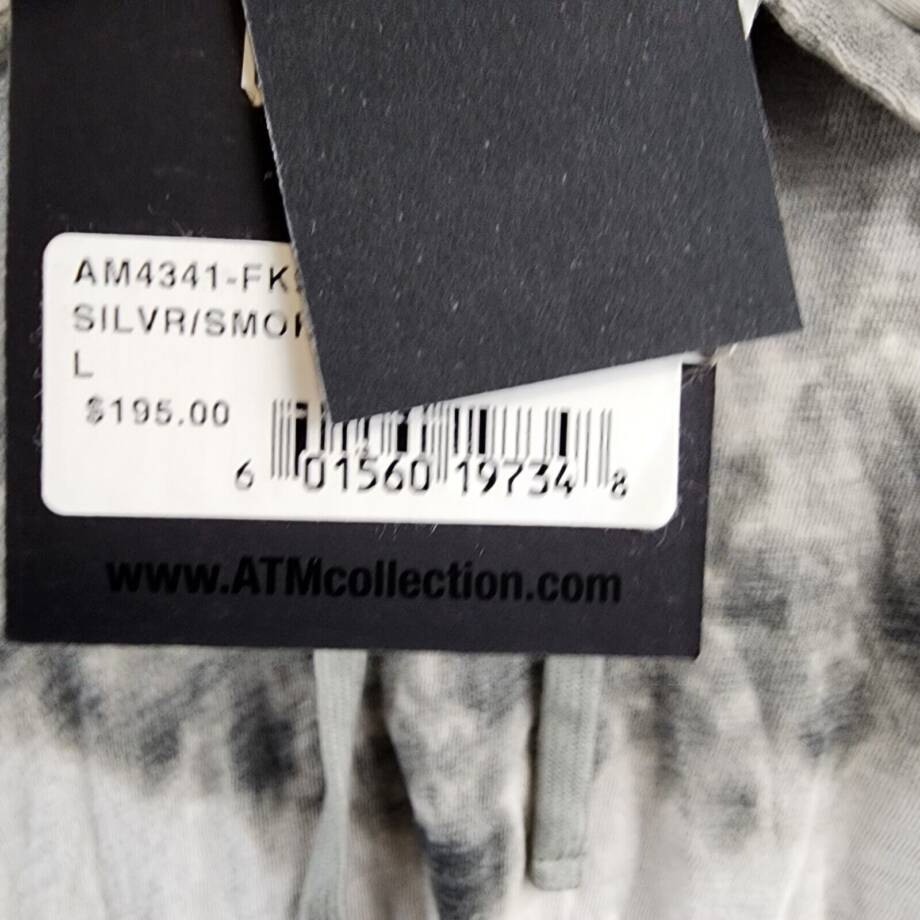 AM4341-FK
SILVR/SMO
L
$195.00
6 01560 19734 8
www.ATMcollection.com